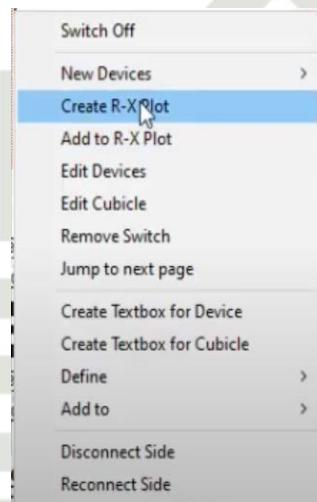 Switch Off
New Devices
Create R-X Plot
Add to R-X Plot
Edit Devices
Edit Cubicle
Remove Switch
Jump to next page
Create Textbox for Device
Create Textbox for Cubicle
Define
Add to
Disconnect Side
Reconnect Side